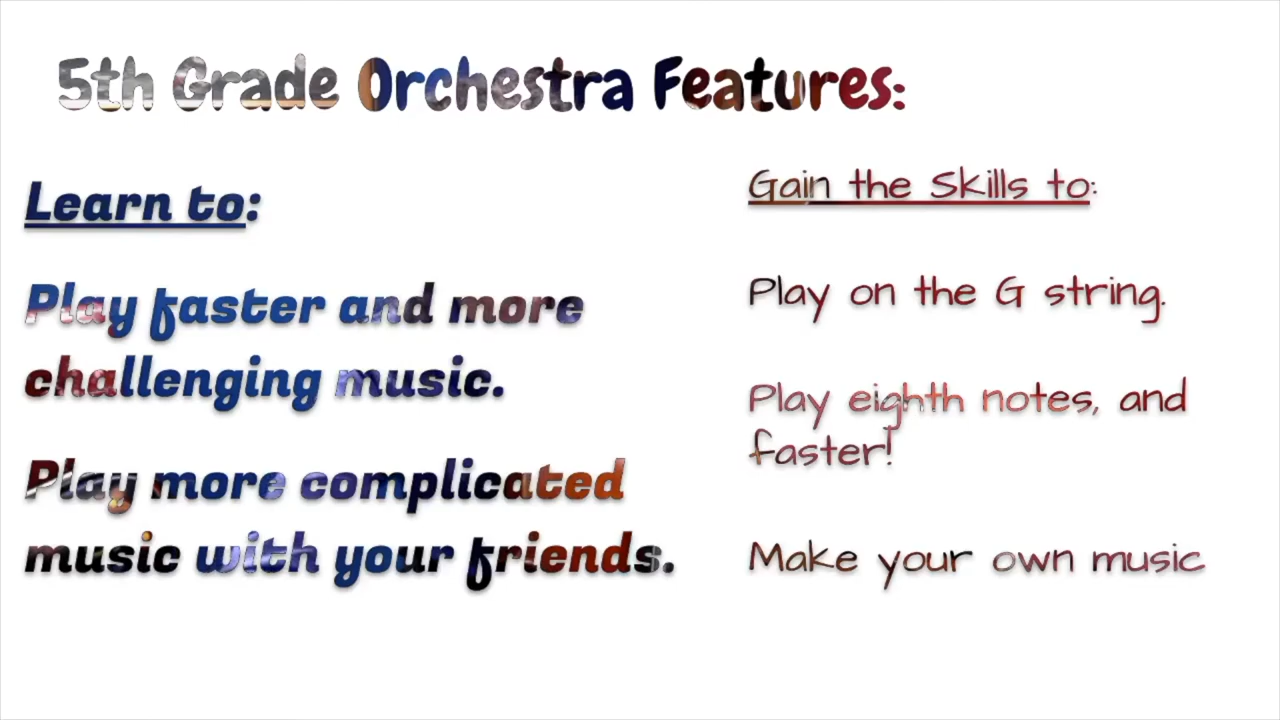 5th Grade Orchestra Features:
Learn to:
Play faster and more
challenging music.
Play more complicated
music with your friends.
Gain the Skills to:
Play on the G string.
Play eighth notes, and
faster!
Make your own music